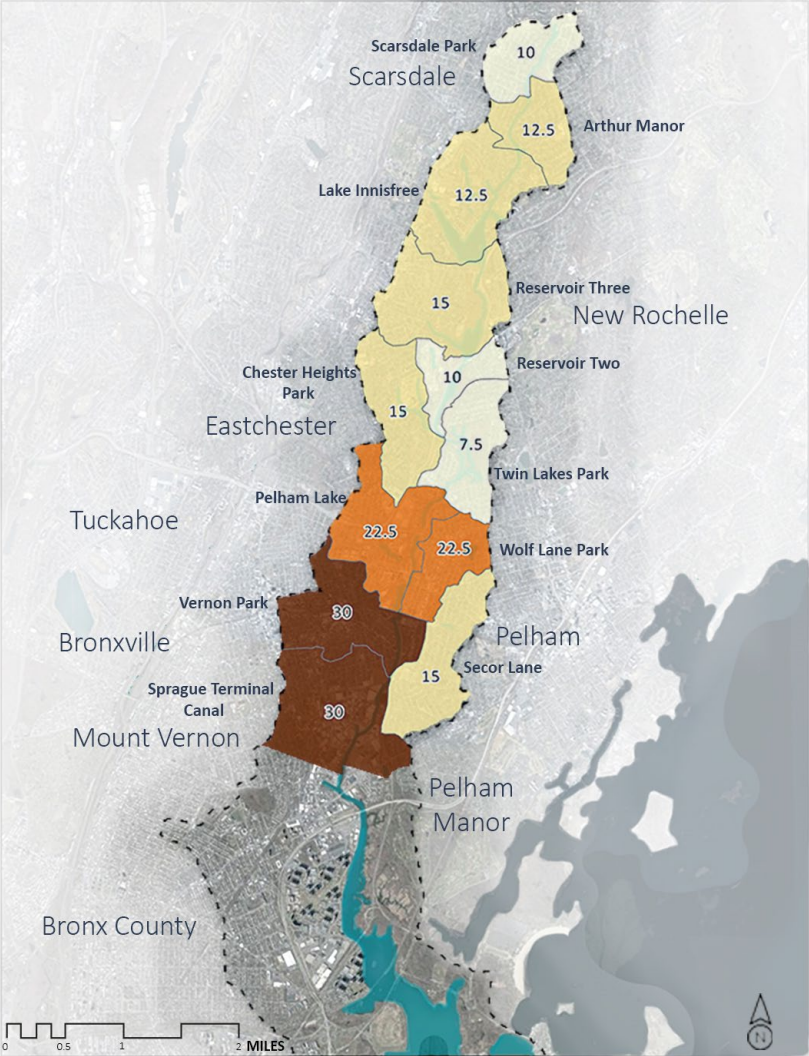 Scarsdale Park
10
Scarsdale
12.5
Arthur Manor
Lake Innisfree
12.5
Reservoir Three
15
New Rochelle
Reservoir Two
Chester Heights
Park
10
15
Eastchester
7.5
Twin Lakes Park
Pelham Lake
Tuckahoe
22.5
22.5
Wolf Lane Park
Vernon Park
30
Pelham
Bronxville
Secor Lane
15
Sprague Terminal
Canal
30
Mount Vernon
Pelham
Manor
Bronx County
0 0.5 1 2 MILES
N